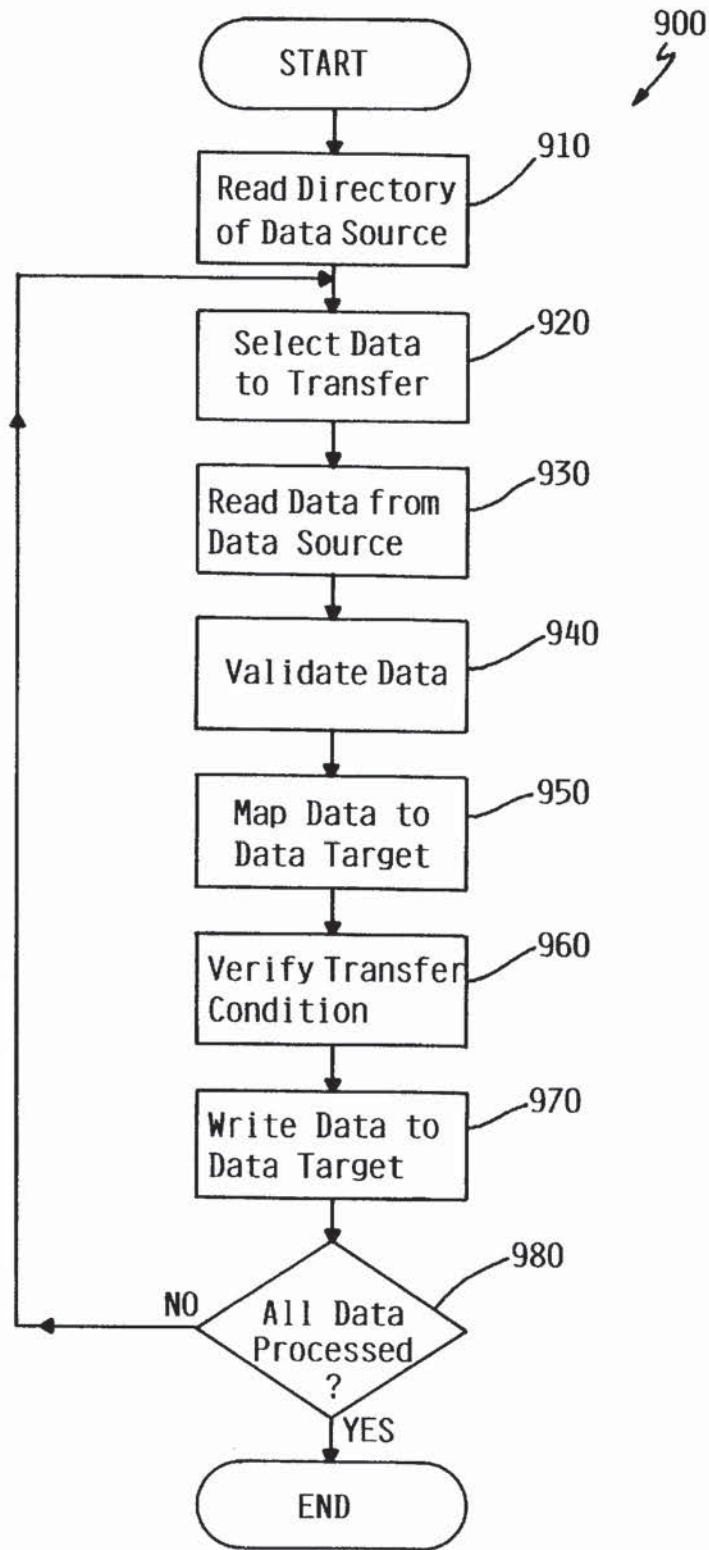 900
START
910
Read Directory
of Data Source
920
Select Data
to Transfer
930
Read Data from
Data Source
940
Validate Data
950
Map Data to
Data Target
960
Verify Transfer
Condition
970
Write Data to
Data Target
980
NO
All Data
Processed
?
YES
END